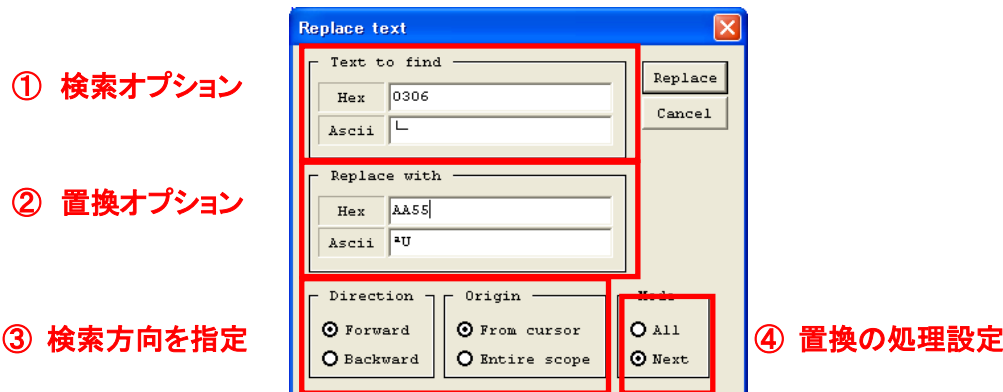 Replace text
① 検索オプション
Text to find
Hex 0306
Ascii
Replace
Cancel
② 置換オプション
Replace with
Hex AA55
Ascii ªU
③ 検索方向を指定
Direction
Forward
Backward
Origin
From cursor
Entire scope
Mode
All
Next
④ 置換の処理設定